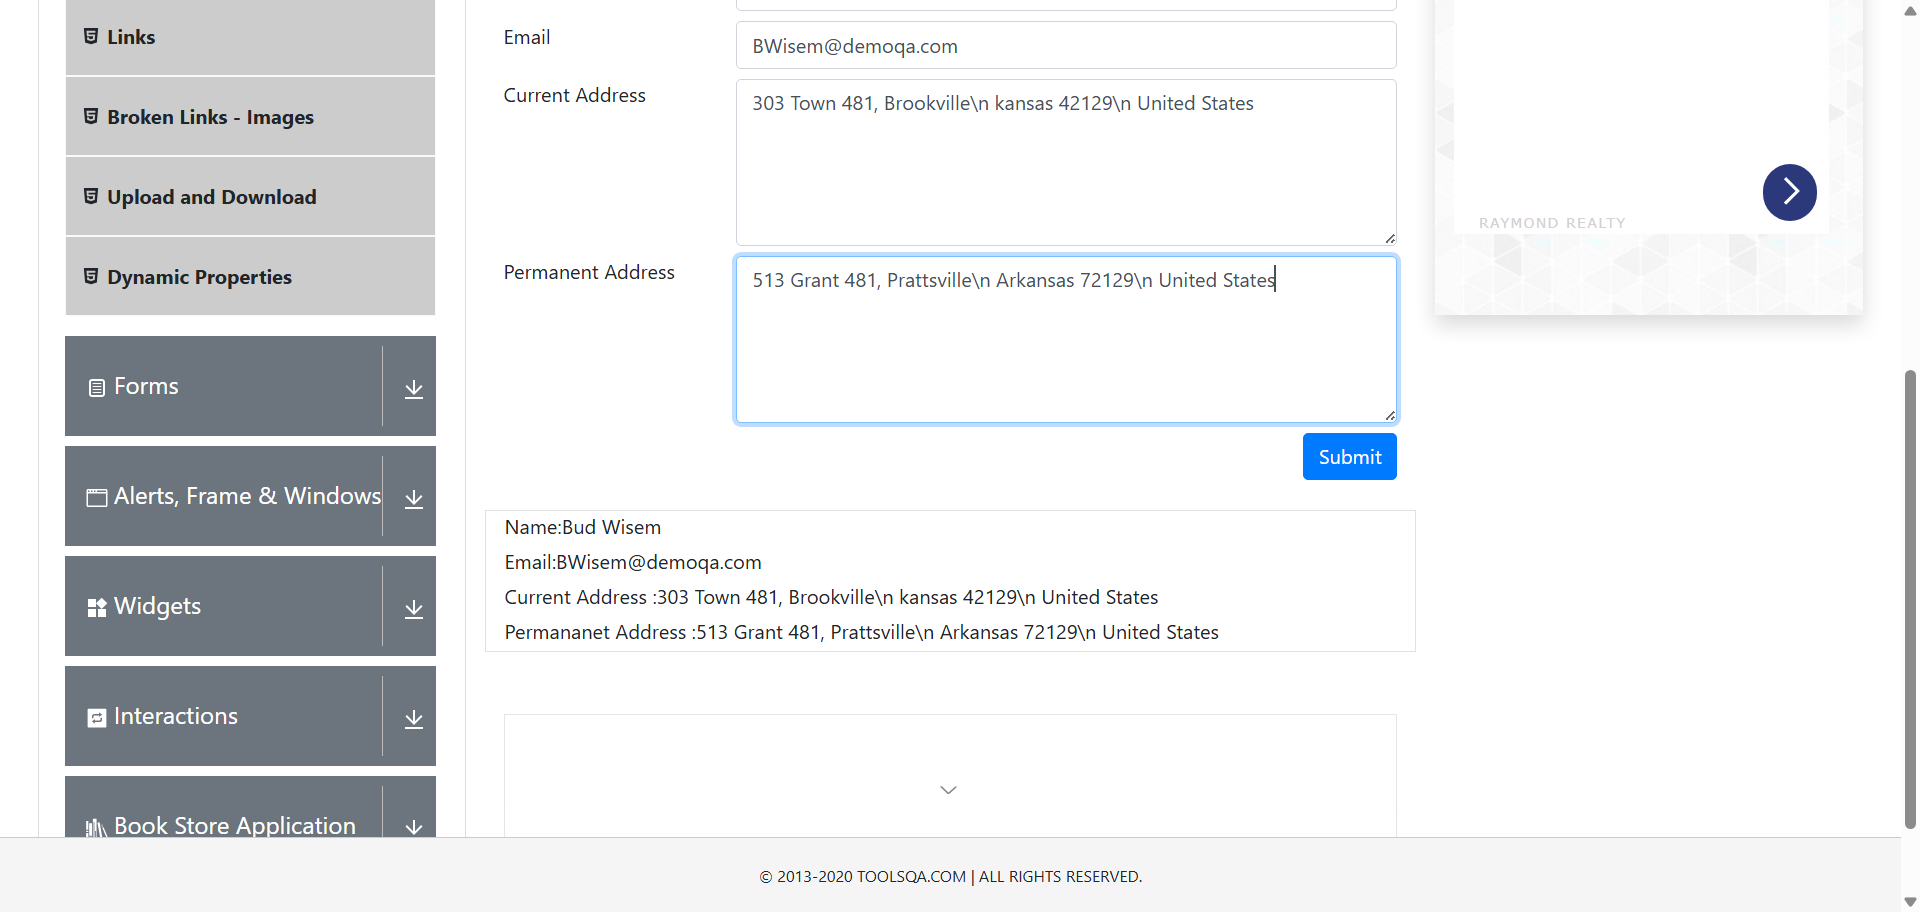 Links
Broken Links - Images
Upload and Download
Dynamic Properties
Forms
Alerts, Frame & Windows
Widgets
Interactions
Book Store Application
Email
BWisem@demoqa.com
Current Address
303 Town 481, Brookville\n kansas 42129\n United States
Permanent Address
513 Grant 481, Prattsville\n Arkansas 72129\n United States
Submit
Name:Bud Wisem
Email:BWisem@demoqa.com
Current Address :303 Town 481, Brookville\n kansas 42129\n United States
Permananet Address :513 Grant 481, Prattsville\n Arkansas 72129\n United States
RAYMOND REALTY
© 2013-2020 TOOLSQA.COM | ALL RIGHTS RESERVED.